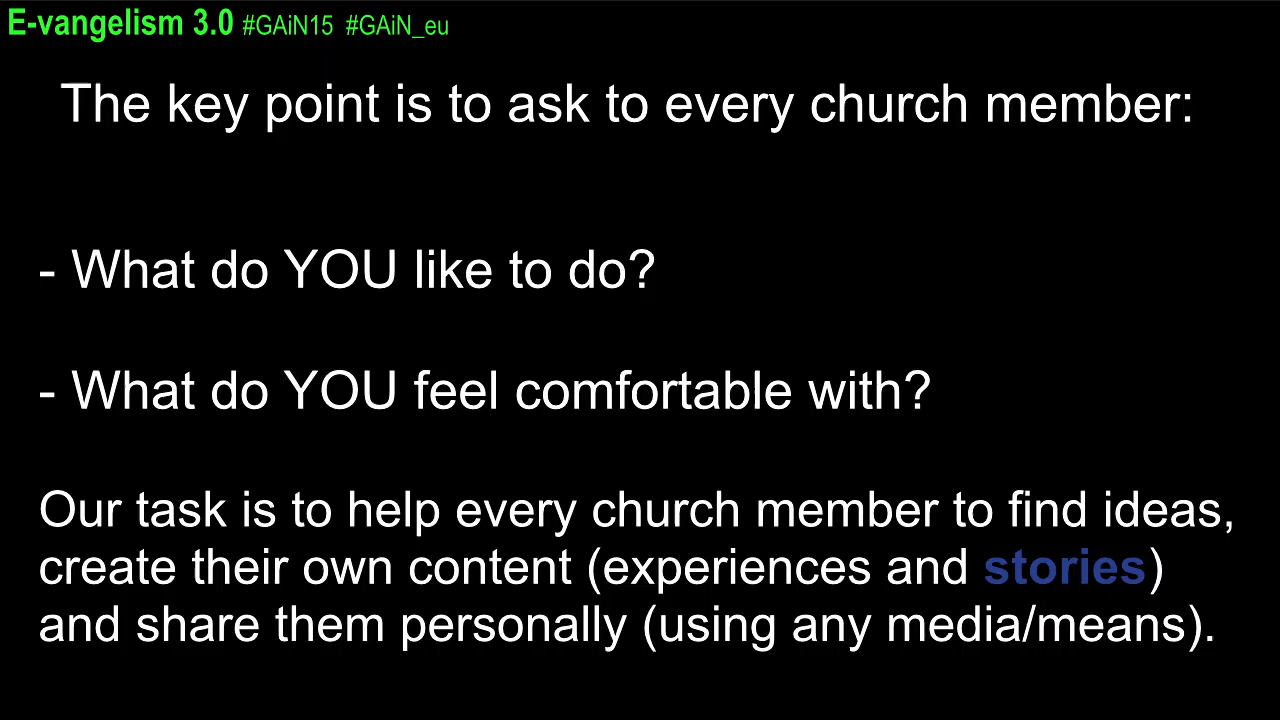 E-vangelism 3.0 #GAiN15 #GAiN_eu
The key point is to ask to every church member:
- What do YOU like to do?
- What do YOU feel comfortable with?
Our task is to help every church member to find ideas,
create their own content (experiences and stories)
and share them personally (using any media/means).